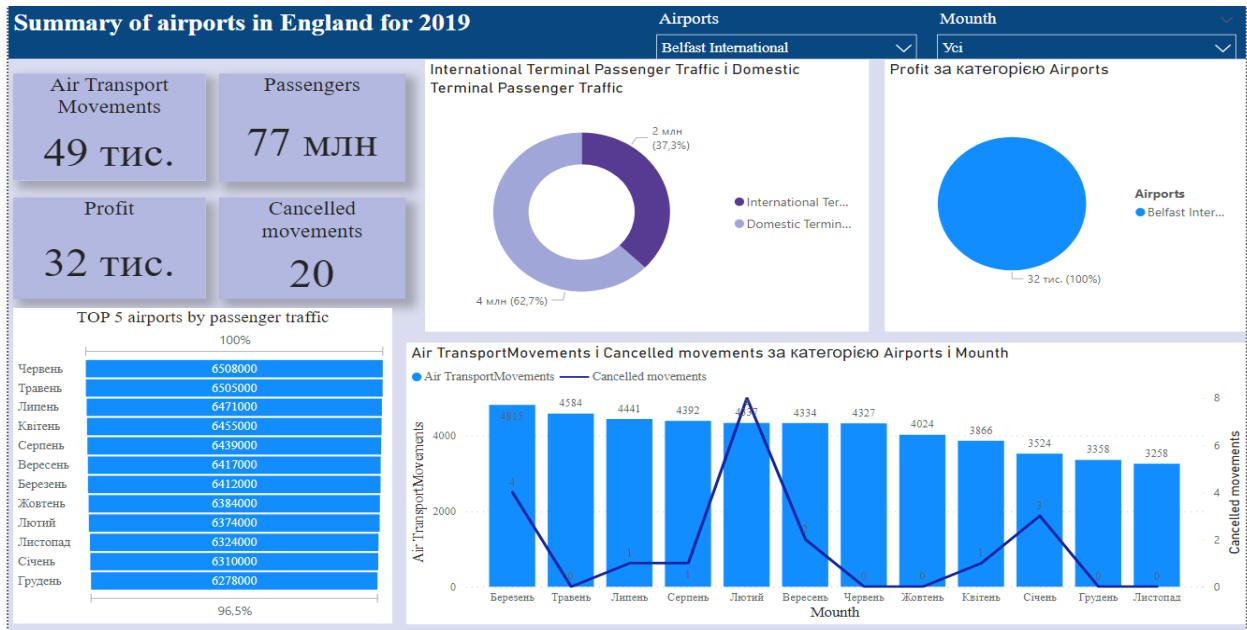 Summary of airports in England for 2019
Airports
Belfast International
Mounth
Усі
Air Transport
Movements
49 тис.
Passengers
77 млн
Profit
32 тис.
Cancelled
movements
20
International Terminal Passenger Traffic і Domestic
Terminal Passenger Traffic
2 млн
(37,3%)
4 млн (62,7%)
International Ter...
Domestic Termin...
Profit за категорією Airports
Airports
Belfast Inter...
32 тис. (100%)
TOP 5 airports by passenger traffic
100%
Червень 6508000
Травень 6505000
Липень 6471000
Квітень 6455000
Серпень 6439000
Вересень 6417000
Березень 6412000
Жовтень 6384000
Лютий 6374000
Листопад 6324000
Січень 6310000
Грудень 6278000
96,5%
Air TransportMovements і Cancelled movements за категорією Airports і Mounth
Air TransportMovements Cancelled movements
Air TransportMovements
4000
2000
0
4815 4584 4441 4392 4337 4334 4327 4024 3866 3524 3358 3258
4 0 1 1 2 0 0 1 3 0 0
8
6
4
2
0
Cancelled movements
Березень Травень Липень Серпень Лютий Вересень Червень Жовтень Квітень Січень Грудень Листопад
Mounth